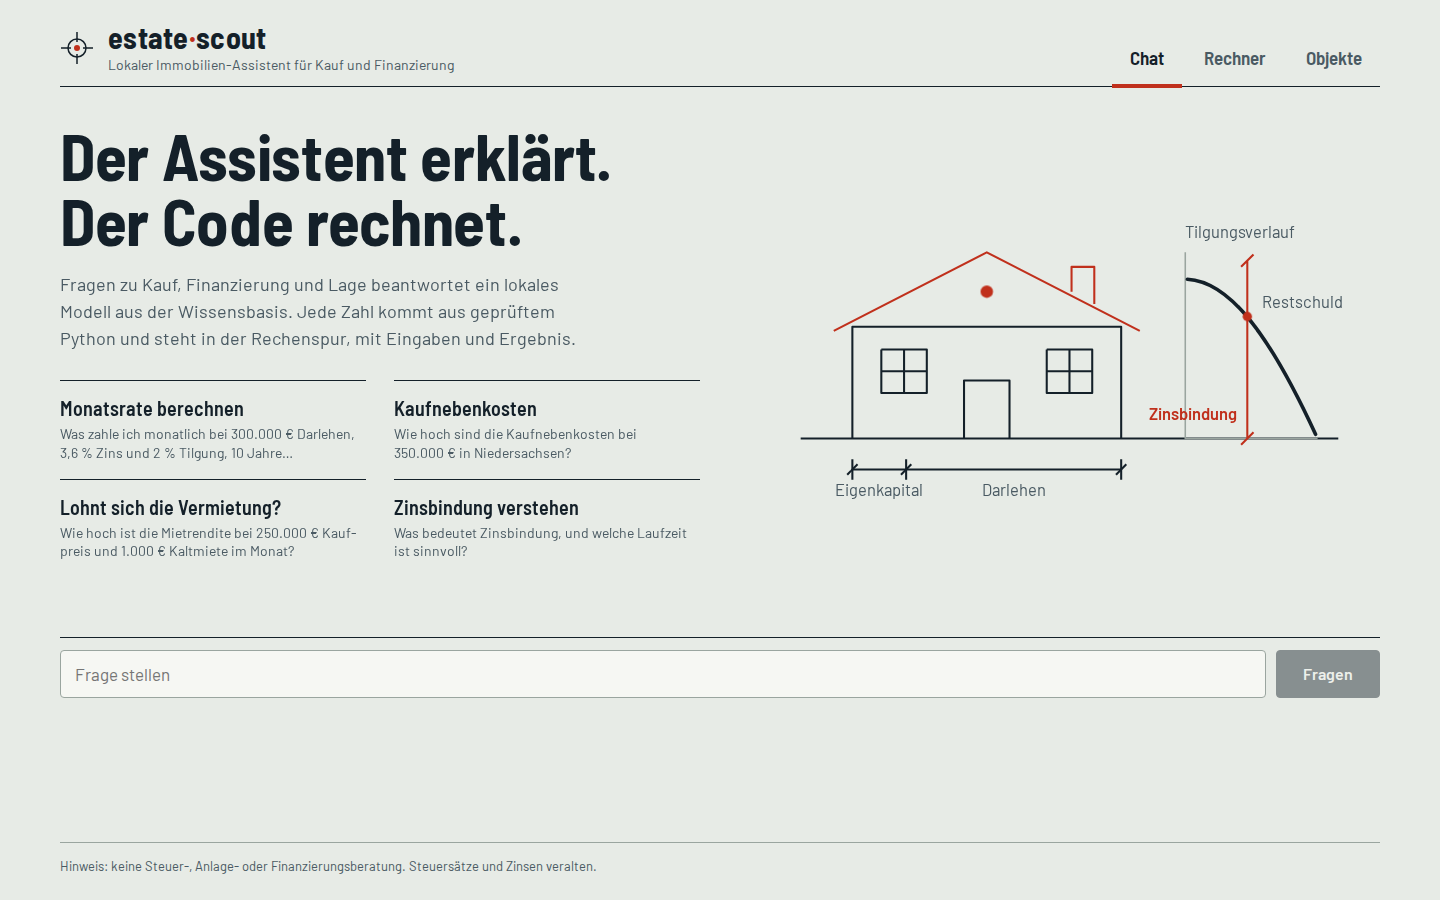 estate·scout
Lokaler Immobilien-Assistent für Kauf und Finanzierung
Chat
Rechner
Objekte
Der Assistent erklärt.
Der Code rechnet.
Fragen zu Kauf, Finanzierung und Lage beantwortet ein lokales
Modell aus der Wissensbasis. Jede Zahl kommt aus geprüftem
Python und steht in der Rechenspur, mit Eingaben und Ergebnis.
Monatsrate berechnen
Was zahle ich monatlich bei 300.000 € Darlehen,
3,6 % Zins und 2 % Tilgung, 10 Jahre…
Kaufnebenkosten
Wie hoch sind die Kaufnebenkosten bei
350.000 € in Niedersachsen?
Lohnt sich die Vermietung?
Wie hoch ist die Mietrendite bei 250.000 € Kauf-
preis und 1.000 € Kaltmiete im Monat?
Zinsbindung verstehen
Was bedeutet Zinsbindung, und welche Laufzeit
ist sinnvoll?
Tilgungsverlauf
Restschuld
Zinsbindung
Eigenkapital
Darlehen
Frage stellen
Fragen
Hinweis: keine Steuer-, Anlage- oder Finanzierungsberatung. Steuersätze und Zinsen veralten.